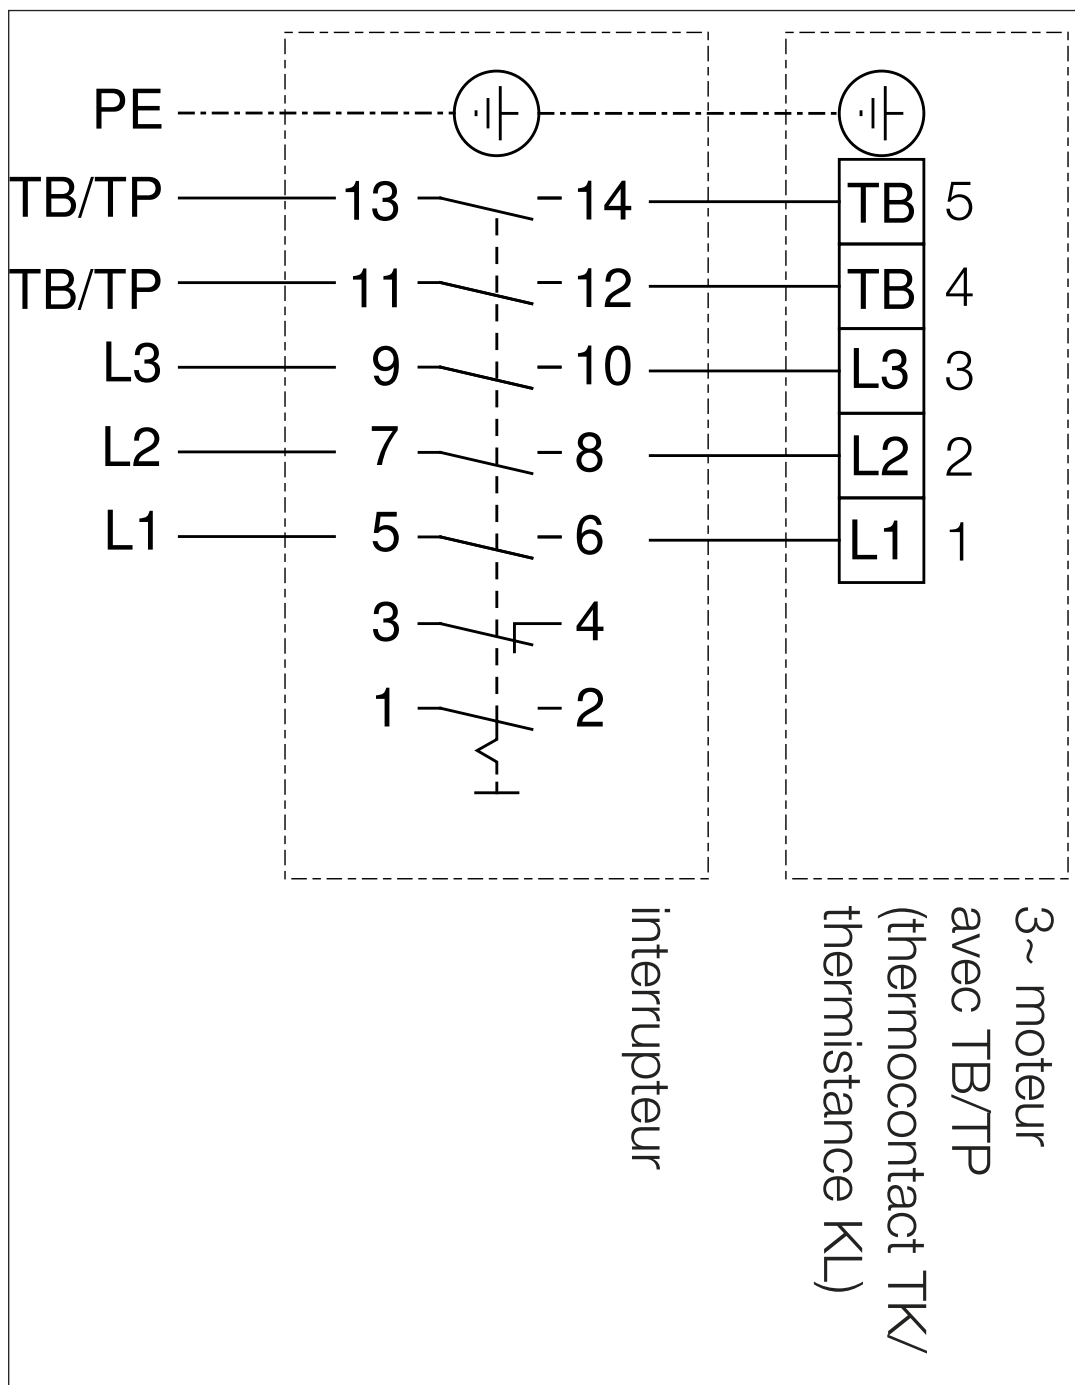 PE
TB/TP 13 14 TB 5
TB/TP 11 12 TB 4
L3 9 10 L3 3
L2 7 8 L2 2
L1 5 6 L1 1
3 4
1 2
interrupteur
3~ moteur
avec TB/TP
(thermocontact TK/
thermistance KL)